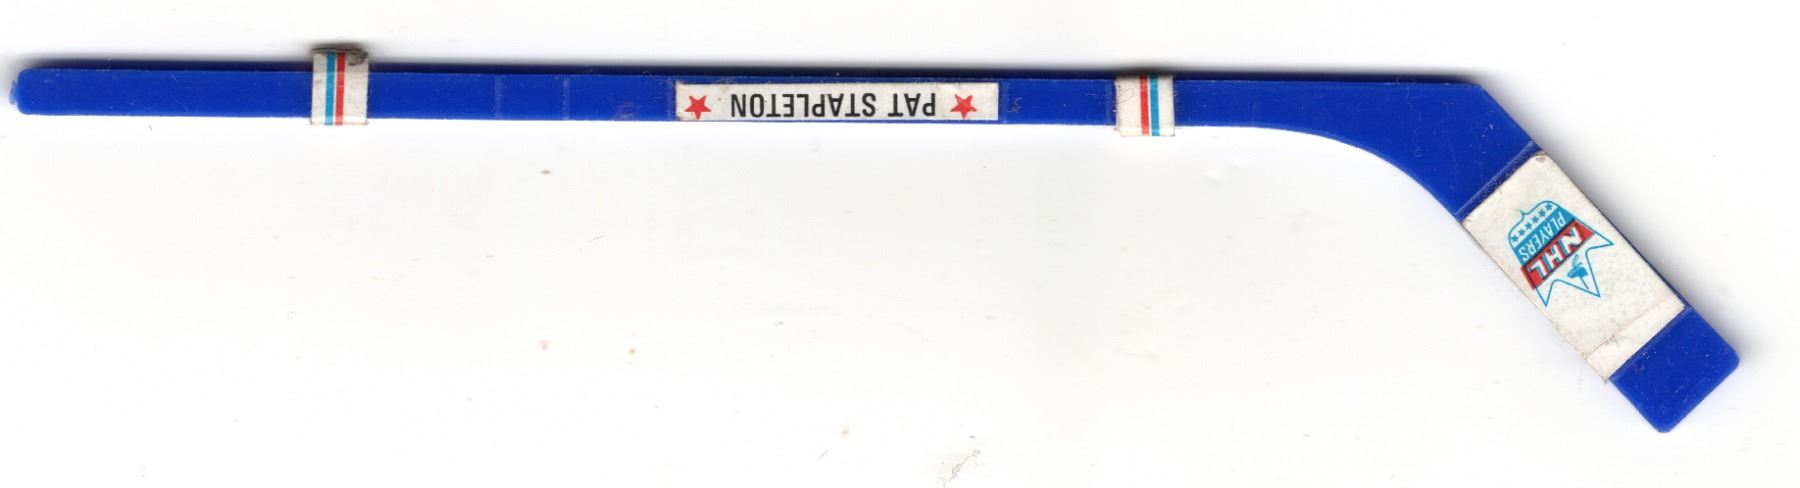 PAT STAPLETON
NHL
PLAYERS